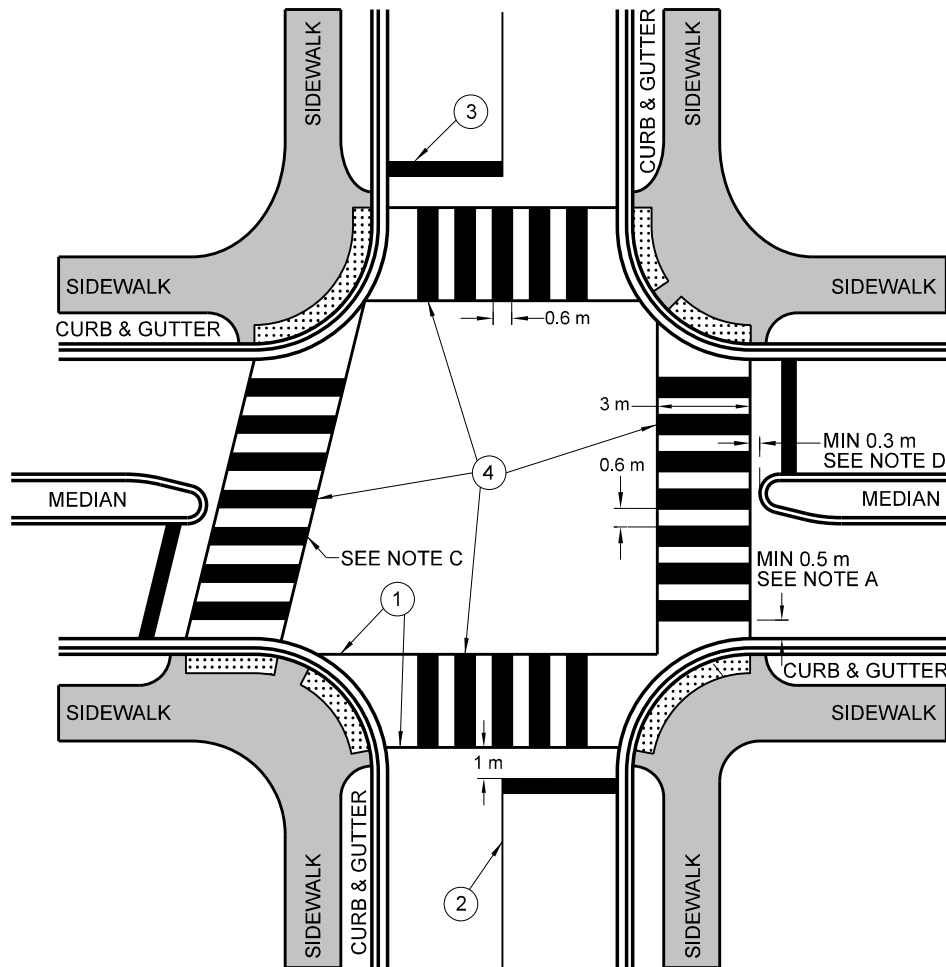 SIDEWALK
CURB & GUTTER
SIDEWALK
3
SIDEWALK
SIDEWALK
CURB & GUTTER
0.6 m
3 m
MIN 0.3 m
SEE NOTE D
0.6 m
4
MEDIAN
MEDIAN
SEE NOTE C
MIN 0.5 m
SEE NOTE A
1
CURB & GUTTER
SIDEWALK
SIDEWALK
1 m
CURB & GUTTER
2
SIDEWALK
SIDEWALK